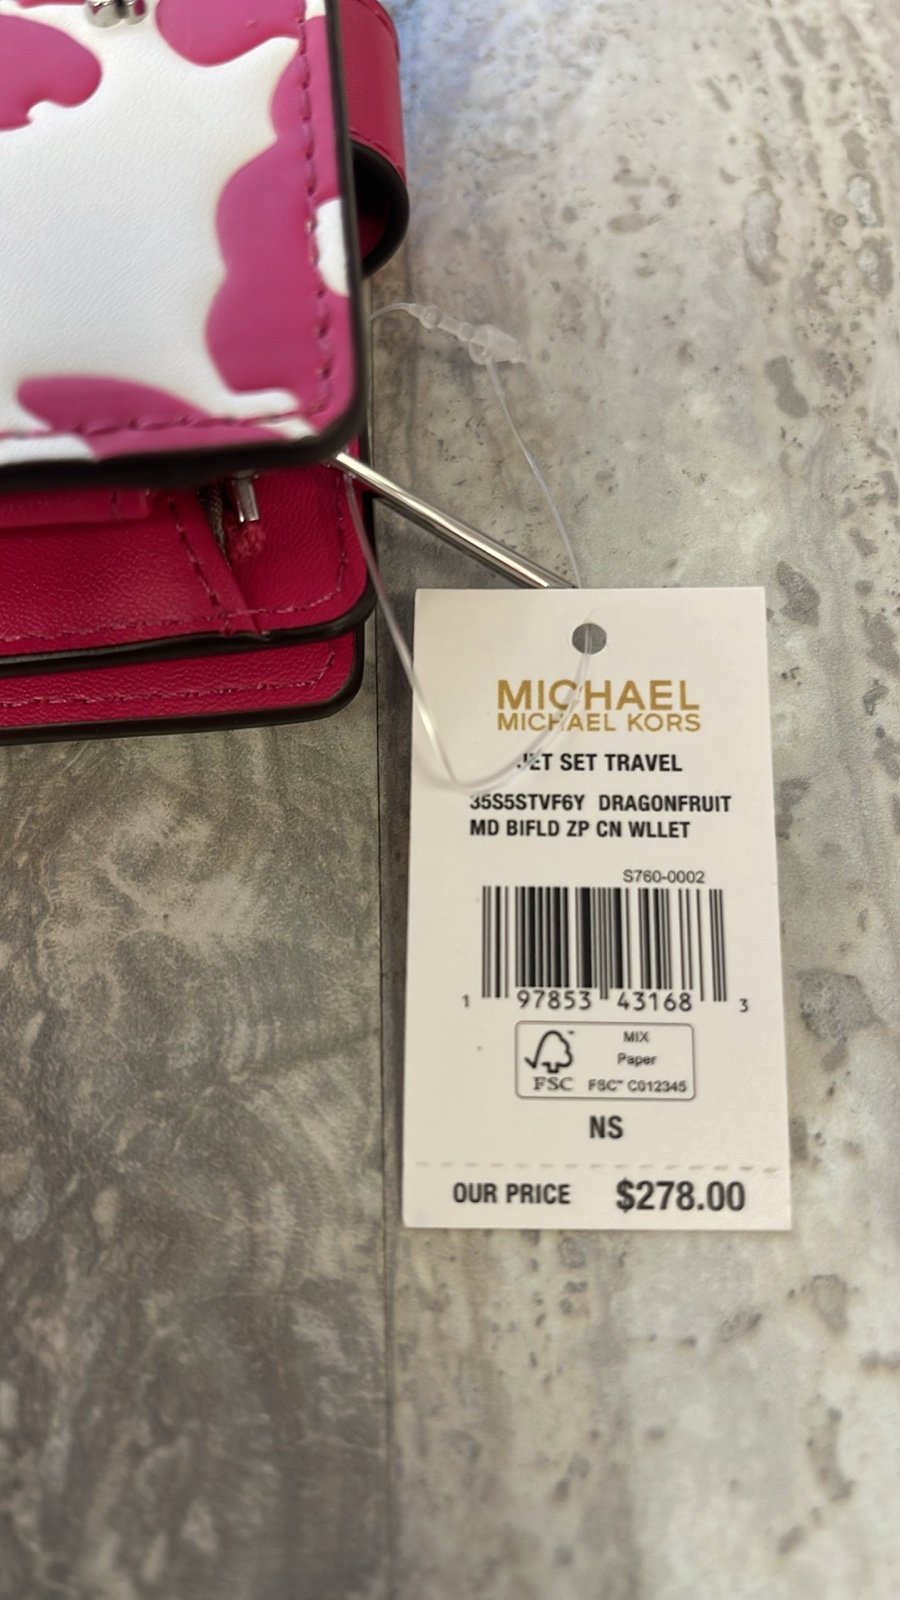 MICHAEL
MICHAEL KORS
JET SET TRAVEL
35S5STVF6Y DRAGONFRUIT
MD BIFLD ZP CN WLLET
S760-0002
1 97853 43168 3
MIX
Paper
FSC FSC™ C012345
NS
OUR PRICE $278.00